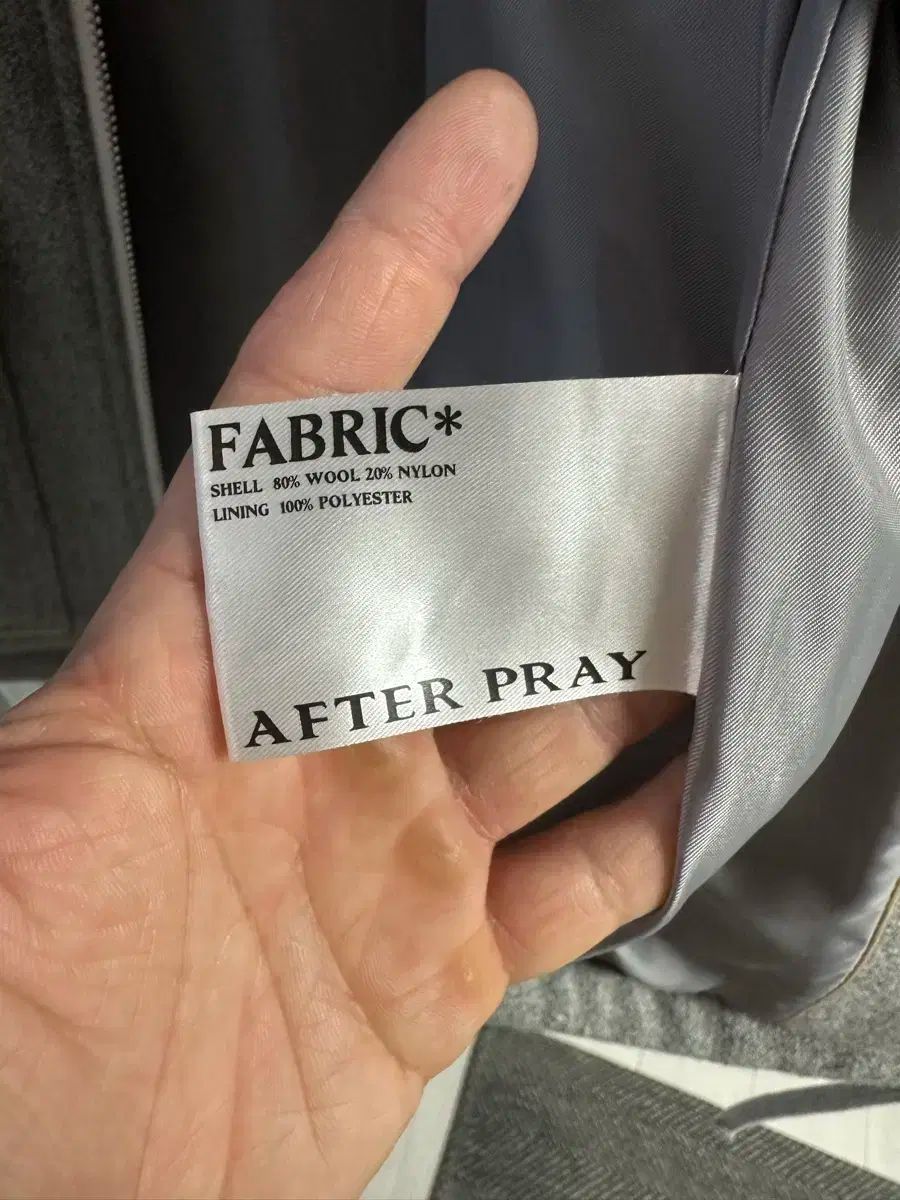 FABRIC*
SHELL 80% WOOL 20% NYLON
LINING 100% POLYESTER
AFTER PRAY